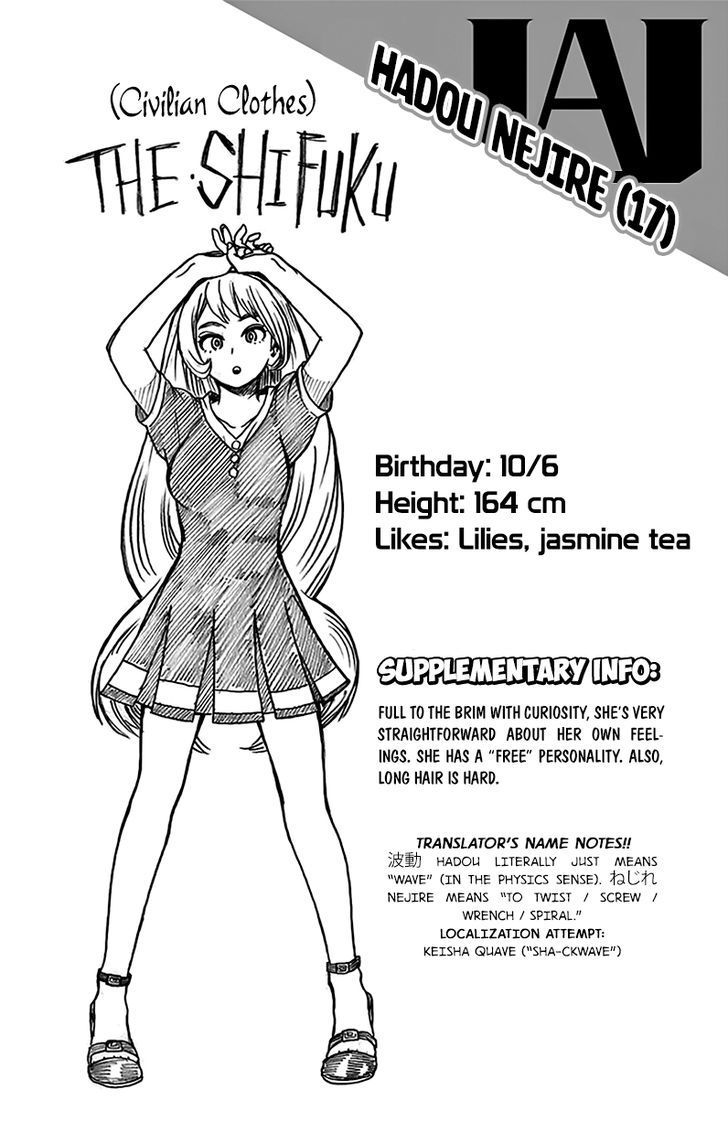 UA
HADOU NEJIRE (17)
(Civilian Clothes)
THE·SHIFUKU
Birthday: 10/6
Height: 164 cm
Likes: Lilies, jasmine tea
SUPPLEMENTARY INFO:
FULL TO THE BRIM WITH CURIOSITY, SHE'S VERY
STRAIGHTFORWARD ABOUT HER OWN FEEL-
INGS. SHE HAS A "FREE" PERSONALITY. ALSO,
LONG HAIR IS HARD.
TRANSLATOR'S NAME NOTES!!
波動 HADOU LITERALLY JUST MEANS
"WAVE" (IN THE PHYSICS SENSE). ねじれ
NEJIRE MEANS "TO TWIST / SCREW /
WRENCH / SPIRAL."
LOCALIZATION ATTEMPT:
KEISHA QUAVE ("SHA-CKWAVE")